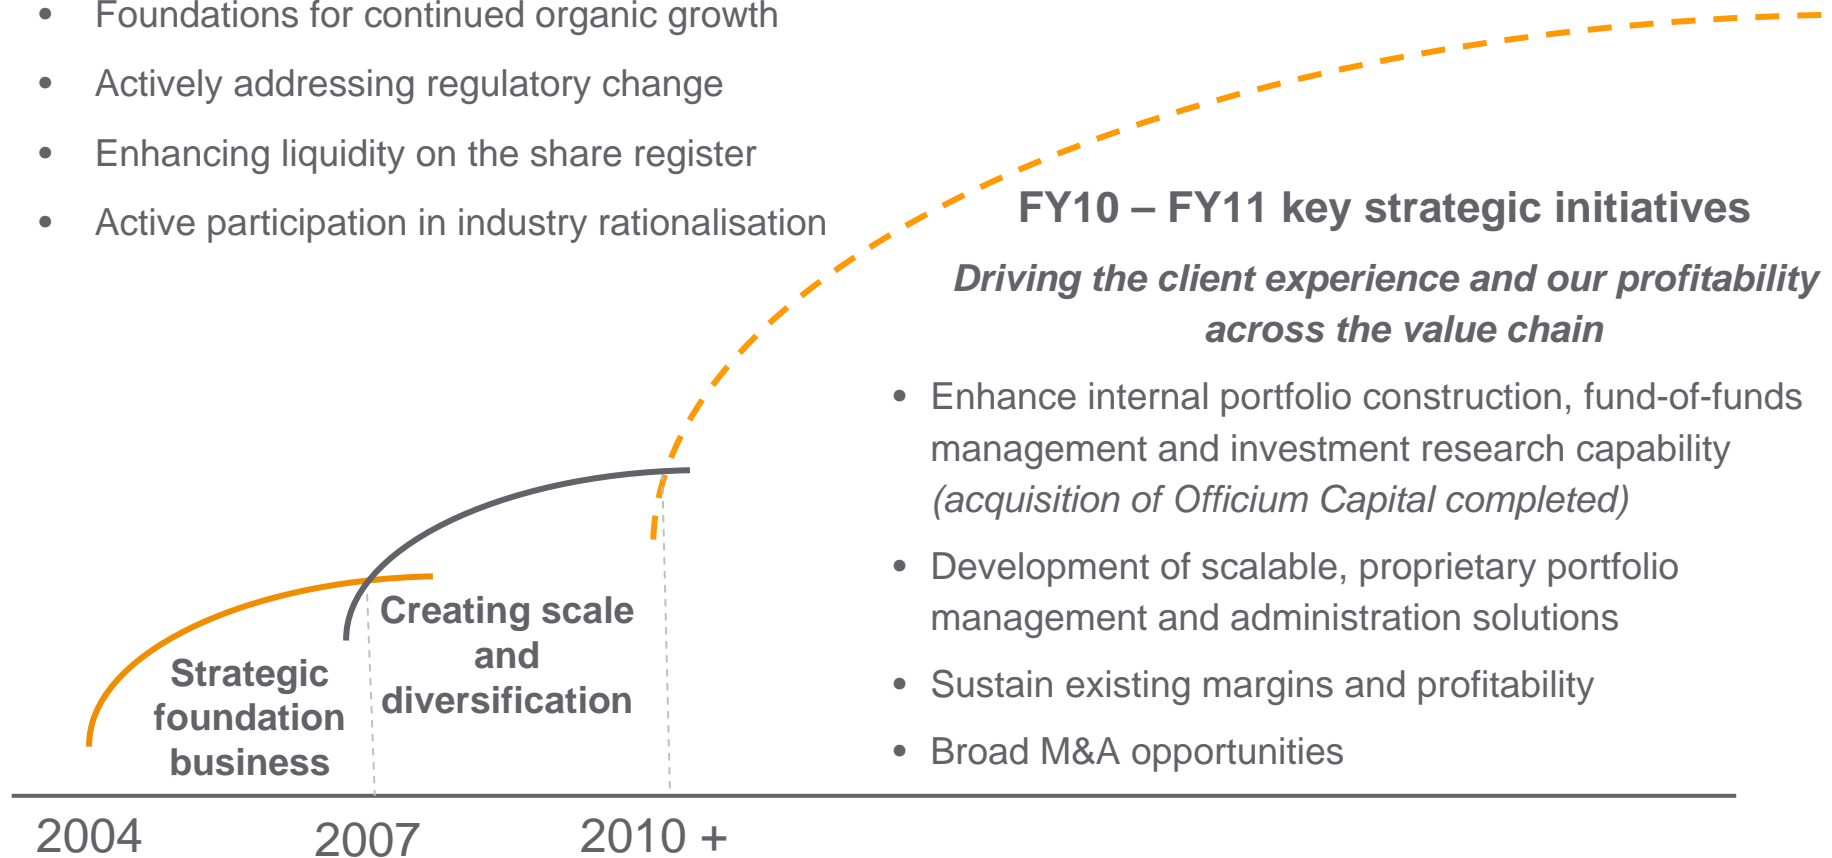 • Foundations for continued organic growth
• Actively addressing regulatory change
• Enhancing liquidity on the share register
• Active participation in industry rationalisation
FY10 – FY11 key strategic initiatives
Driving the client experience and our profitability
across the value chain
• Enhance internal portfolio construction, fund-of-funds
management and investment research capability
(acquisition of Officium Capital completed)
• Development of scalable, proprietary portfolio
management and administration solutions
• Sustain existing margins and profitability
• Broad M&A opportunities
Creating scale
and
diversification
Strategic
foundation
business
2004
2007
2010 +